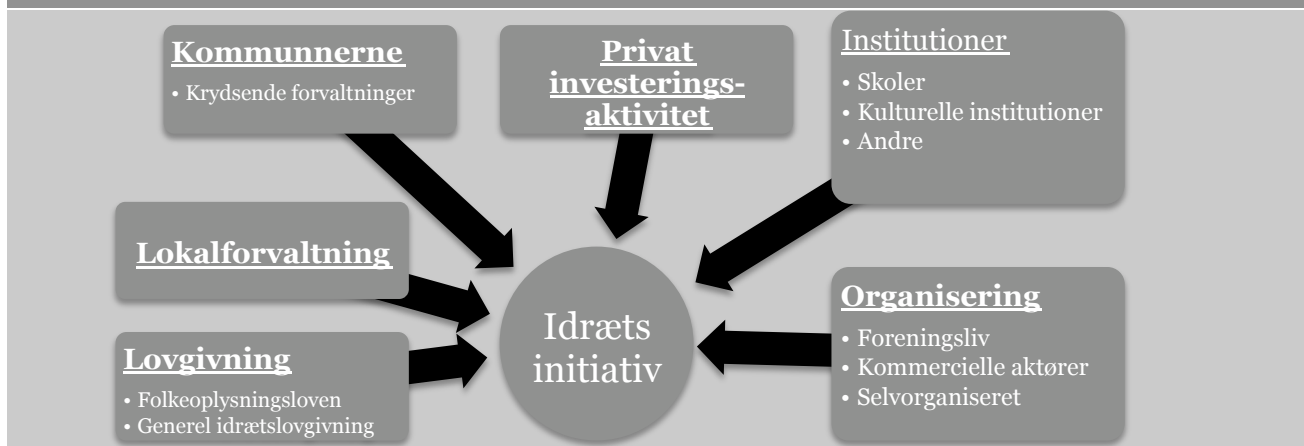 Kommunnerne
• Krydsende forvaltninger
Privat
investerings-
aktivitet
Institutioner
• Skoler
• Kulturelle institutioner
• Andre
Lokalforvaltning
Lovgivning
• Folkeoplysningsloven
• Generel idrætslovgivning
Idræts
initiativ
Organisering
• Foreningsliv
• Kommercielle aktører
• Selvorganiseret